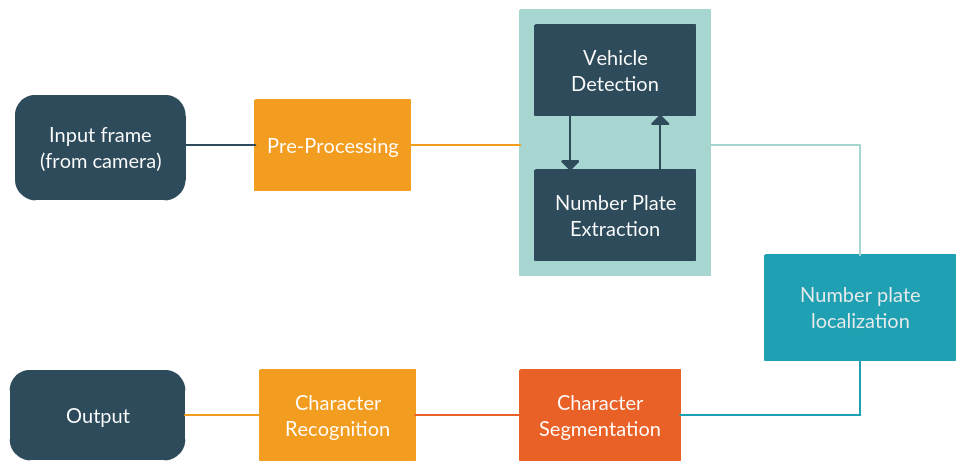 Input frame
(from camera)
Pre-Processing
Vehicle
Detection
Number Plate
Extraction
Number plate
localization
Character
Segmentation
Character
Recognition
Output